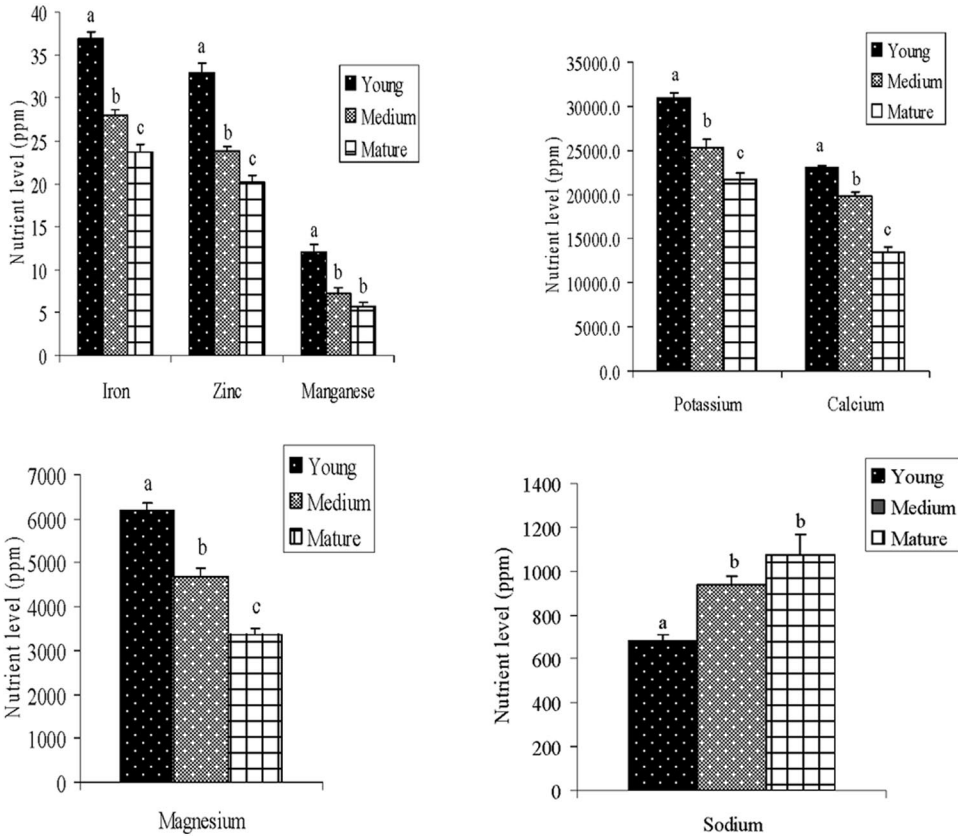 40
35
30
25
20
15
10
5
0
Nutrient level (ppm)
a
b
c
a
b
c
a
b
b
Iron Zinc Manganese
Young
Medium
Mature
35000.0
30000.0
25000.0
20000.0
15000.0
10000.0
5000.0
0.0
Nutrient level (ppm)
a
b
c
a
b
c
Potassium Calcium
Young
Medium
Mature
7000
6000
5000
4000
3000
2000
1000
0
Nutrient level (ppm)
a
b
c
Magnesium
Young
Medium
Mature
1400
1200
1000
800
600
400
200
0
Nutrient level (ppm)
a
b
b
Sodium
Young
Medium
Mature